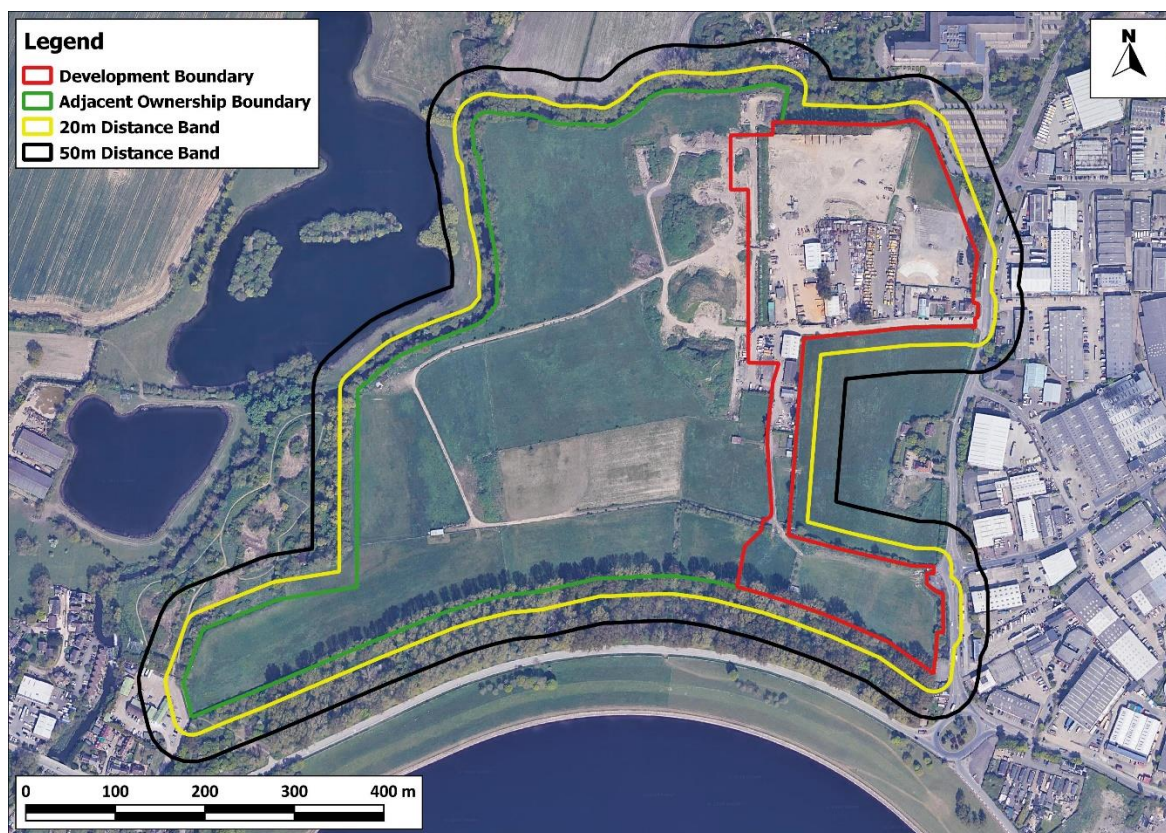 Legend
Development Boundary
Adjacent Ownership Boundary
20m Distance Band
50m Distance Band
N
0 100 200 300 400 m